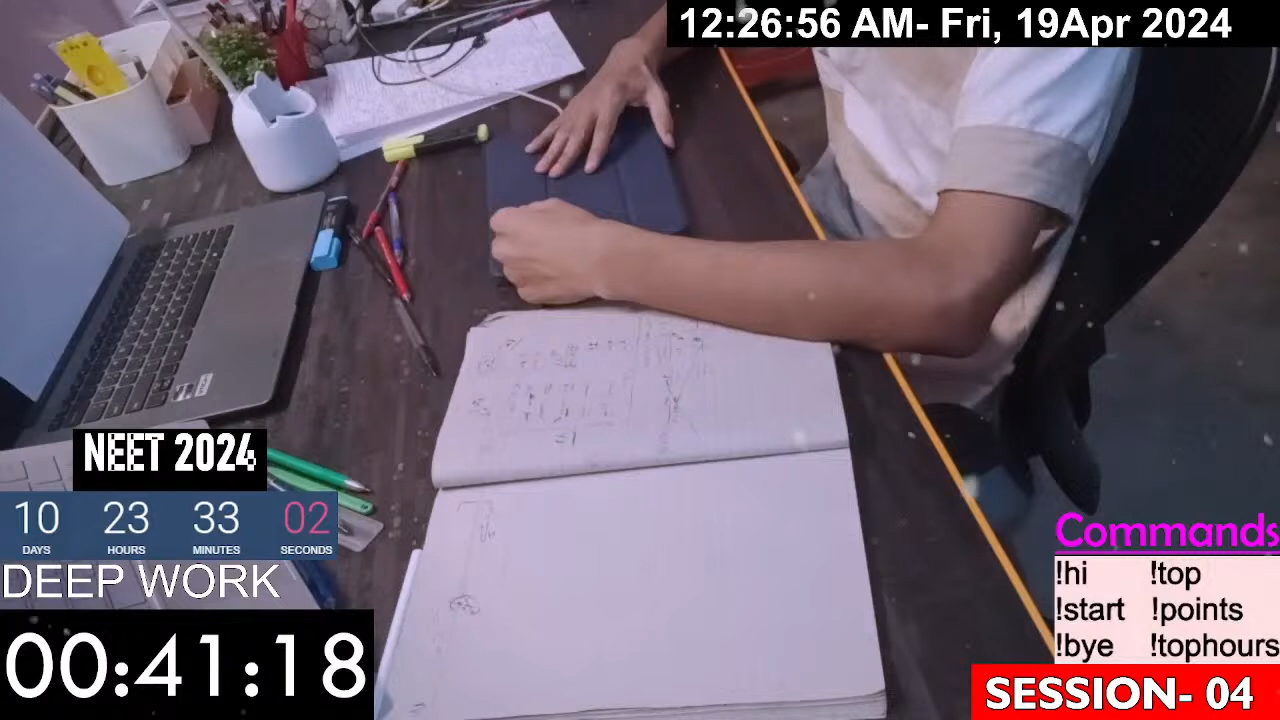 12:26:56 AM- Fri, 19Apr 2024
NEET 2024
10 23 33 02
DAYS HOURS MINUTES SECONDS
DEEP WORK
00:41:18
Commands
!hi !top
!start !points
!bye !tophours
SESSION- 04